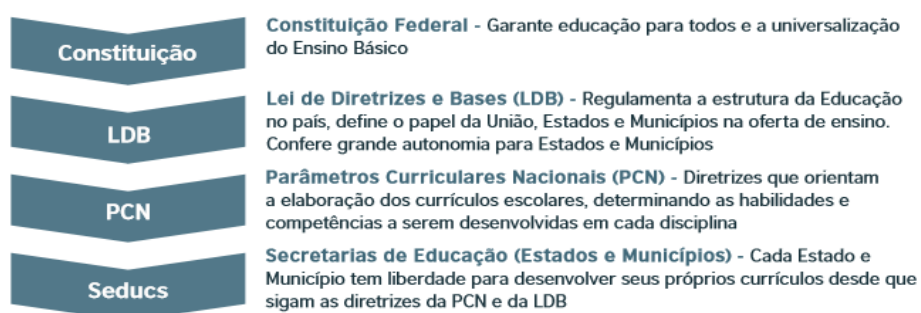 Constituição
Constituição Federal - Garante educação para todos e a universalização
do Ensino Básico
LDB
Lei de Diretrizes e Bases (LDB) - Regulamenta a estrutura da Educação
no país, define o papel da União, Estados e Municípios na oferta de ensino.
Confere grande autonomia para Estados e Municípios
PCN
Parâmetros Curriculares Nacionais (PCN) - Diretrizes que orientam
a elaboração dos currículos escolares, determinando as habilidades e
competências a serem desenvolvidas em cada disciplina
Seducs
Secretarias de Educação (Estados e Municípios) - Cada Estado e
Município tem liberdade para desenvolver seus próprios currículos desde que
sigam as diretrizes da PCN e da LDB